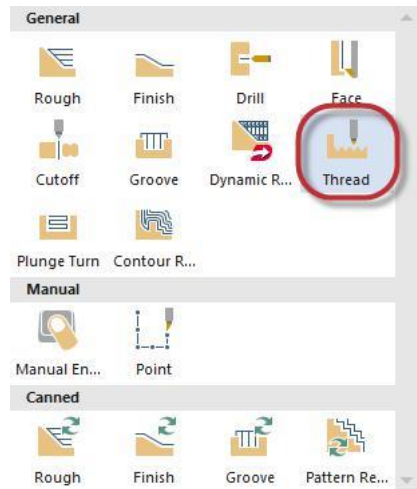 General
Rough Finish Drill Face
Cutoff Groove Dynamic R... Thread
Plunge Turn Contour R...
Manual
Manual En... Point
Canned
Rough Finish Groove Pattern Re...